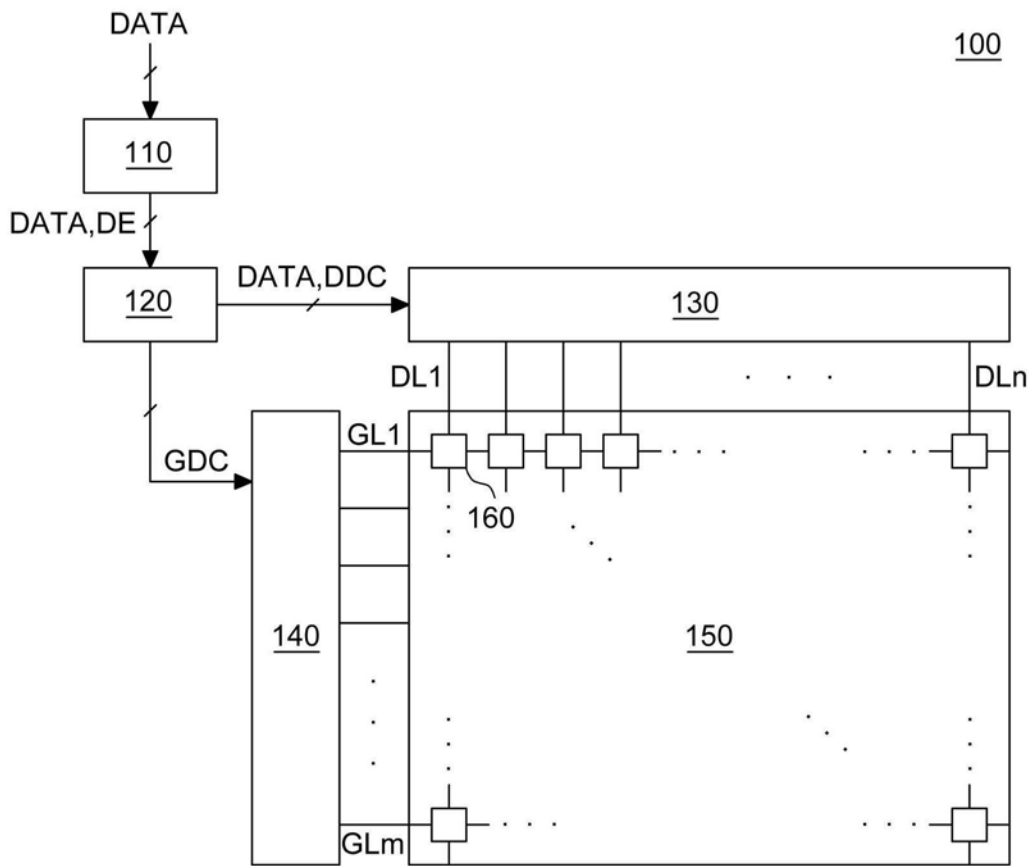 DATA
100
110
DATA,DE
120
DATA,DDC
130
DL1
DLn
GL1
GDC
160
140
150
GLm